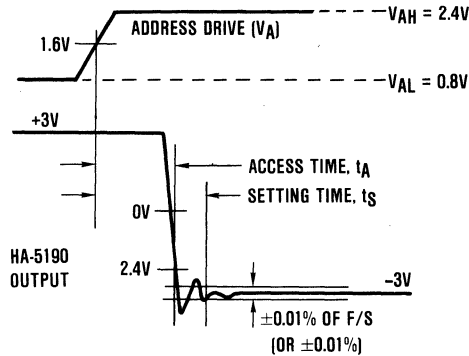 ADDRESS DRIVE (VA)
VAH = 2.4V
1.6V
VAL = 0.8V
+3V
ACCESS TIME, tA
SETTING TIME, tS
0V
HA-5190
OUTPUT
2.4V
−3V
±0.01% OF F/S
(OR ±0.01%)